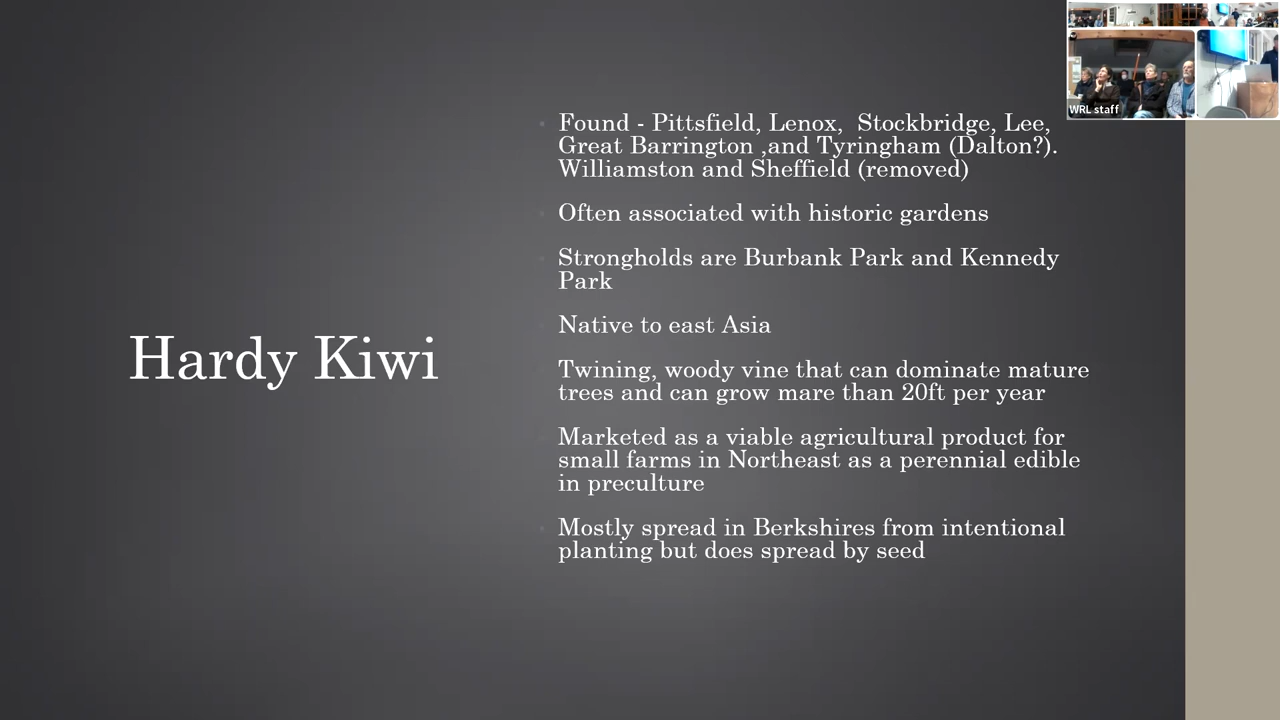 WRL staff
Hardy Kiwi
Found - Pittsfield, Lenox,  Stockbridge, Lee,
Great Barrington ,and Tyringham (Dalton?).
Williamston and Sheffield (removed)
Often associated with historic gardens
Strongholds are Burbank Park and Kennedy
Park
Native to east Asia
Twining, woody vine that can dominate mature
trees and can grow mare than 20ft per year
Marketed as a viable agricultural product for
small farms in Northeast as a perennial edible
in preculture
Mostly spread in Berkshires from intentional
planting but does spread by seed